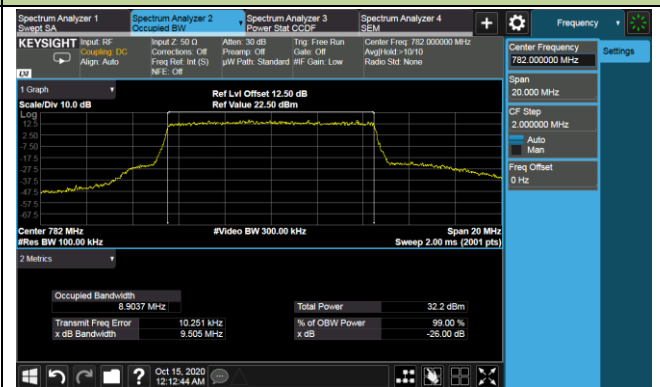 Spectrum Analyzer 1
Swept SA
Spectrum Analyzer 2
Occupied BW
Spectrum Analyzer 3
Power Stat CCDF
Spectrum Analyzer 4
SEM
+
Frequency
KEYSIGHT
Input: RF
Coupling: DC
Align: Auto
Input Z: 50 Ω
Corrections: Off
Freq Ref: Int (S)
NFE: Off
Atten: 30 dB
Preamp: Off
µW Path: Standard
Trig: Free Run
Gate: Off
#IF Gain: Low
Center Freq: 782.000000 MHz
Avg|Hold:>10/10
Radio Std: None
LXI
Center Frequency
782.000000 MHz
Settings
Span
20.000 MHz
CF Step
2.000000 MHz
Auto
Man
Freq Offset
0 Hz
1 Graph
Scale/Div 10.0 dB
Ref Lvl Offset 12.50 dB
Ref Value 22.50 dBm
Log
12.5
2.50
-7.50
-17.5
-27.5
-37.5
-47.5
-57.5
-67.5
Center 782 MHz
#Video BW 300.00 kHz
Span 20 MHz
#Res BW 100.00 kHz
Sweep 2.00 ms (2001 pts)
2 Metrics
Occupied Bandwidth
8.9037 MHz
Total Power
32.2 dBm
Transmit Freq Error
10.251 kHz
% of OBW Power
99.00 %
x dB Bandwidth
9.505 MHz
x dB
-26.00 dB
?
Oct 15, 2020
12:12:44 AM